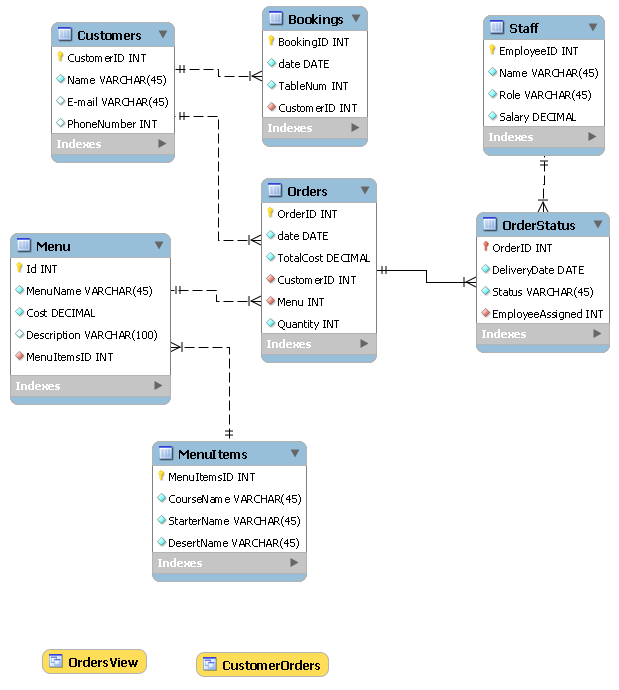 Customers
CustomerID INT
Name VARCHAR(45)
E-mail VARCHAR(45)
PhoneNumber INT
Indexes
Bookings
BookingID INT
date DATE
TableNum INT
CustomerID INT
Indexes
Staff
EmployeeID INT
Name VARCHAR(45)
Role VARCHAR(45)
Salary DECIMAL
Indexes
Orders
OrderID INT
date DATE
TotalCost DECIMAL
CustomerID INT
Menu INT
Quantity INT
Indexes
OrderStatus
OrderID INT
DeliveryDate DATE
Status VARCHAR(45)
EmployeeAssigned INT
Indexes
Menu
Id INT
MenuName VARCHAR(45)
Cost DECIMAL
Description VARCHAR(100)
MenuItemsID INT
Indexes
MenuItems
MenuItemsID INT
CourseName VARCHAR(45)
StarterName VARCHAR(45)
DesertName VARCHAR(45)
Indexes
OrdersView
CustomerOrders